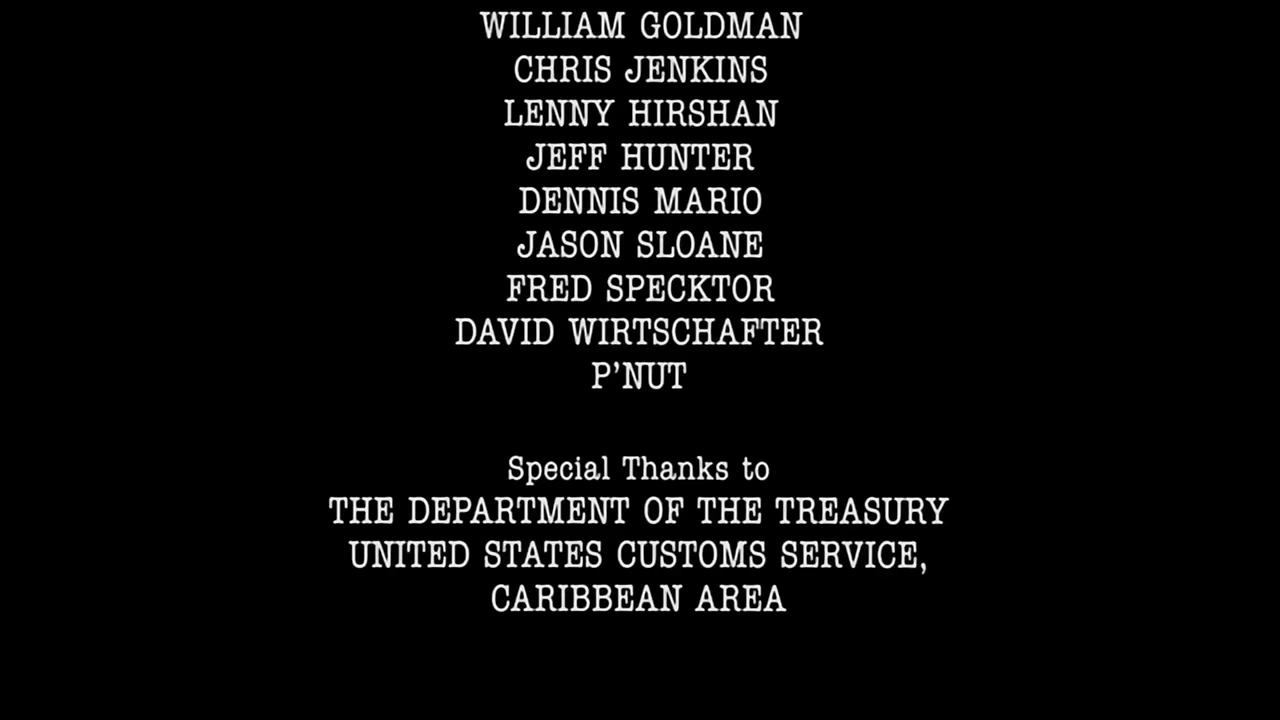 WILLIAM GOLDMAN
CHRIS JENKINS
LENNY HIRSHAN
JEFF HUNTER
DENNIS MARIO
JASON SLOANE
FRED SPECKTOR
DAVID WIRTSCHAFTER
P'NUT
Special Thanks to
THE DEPARTMENT OF THE TREASURY
UNITED STATES CUSTOMS SERVICE,
CARIBBEAN AREA